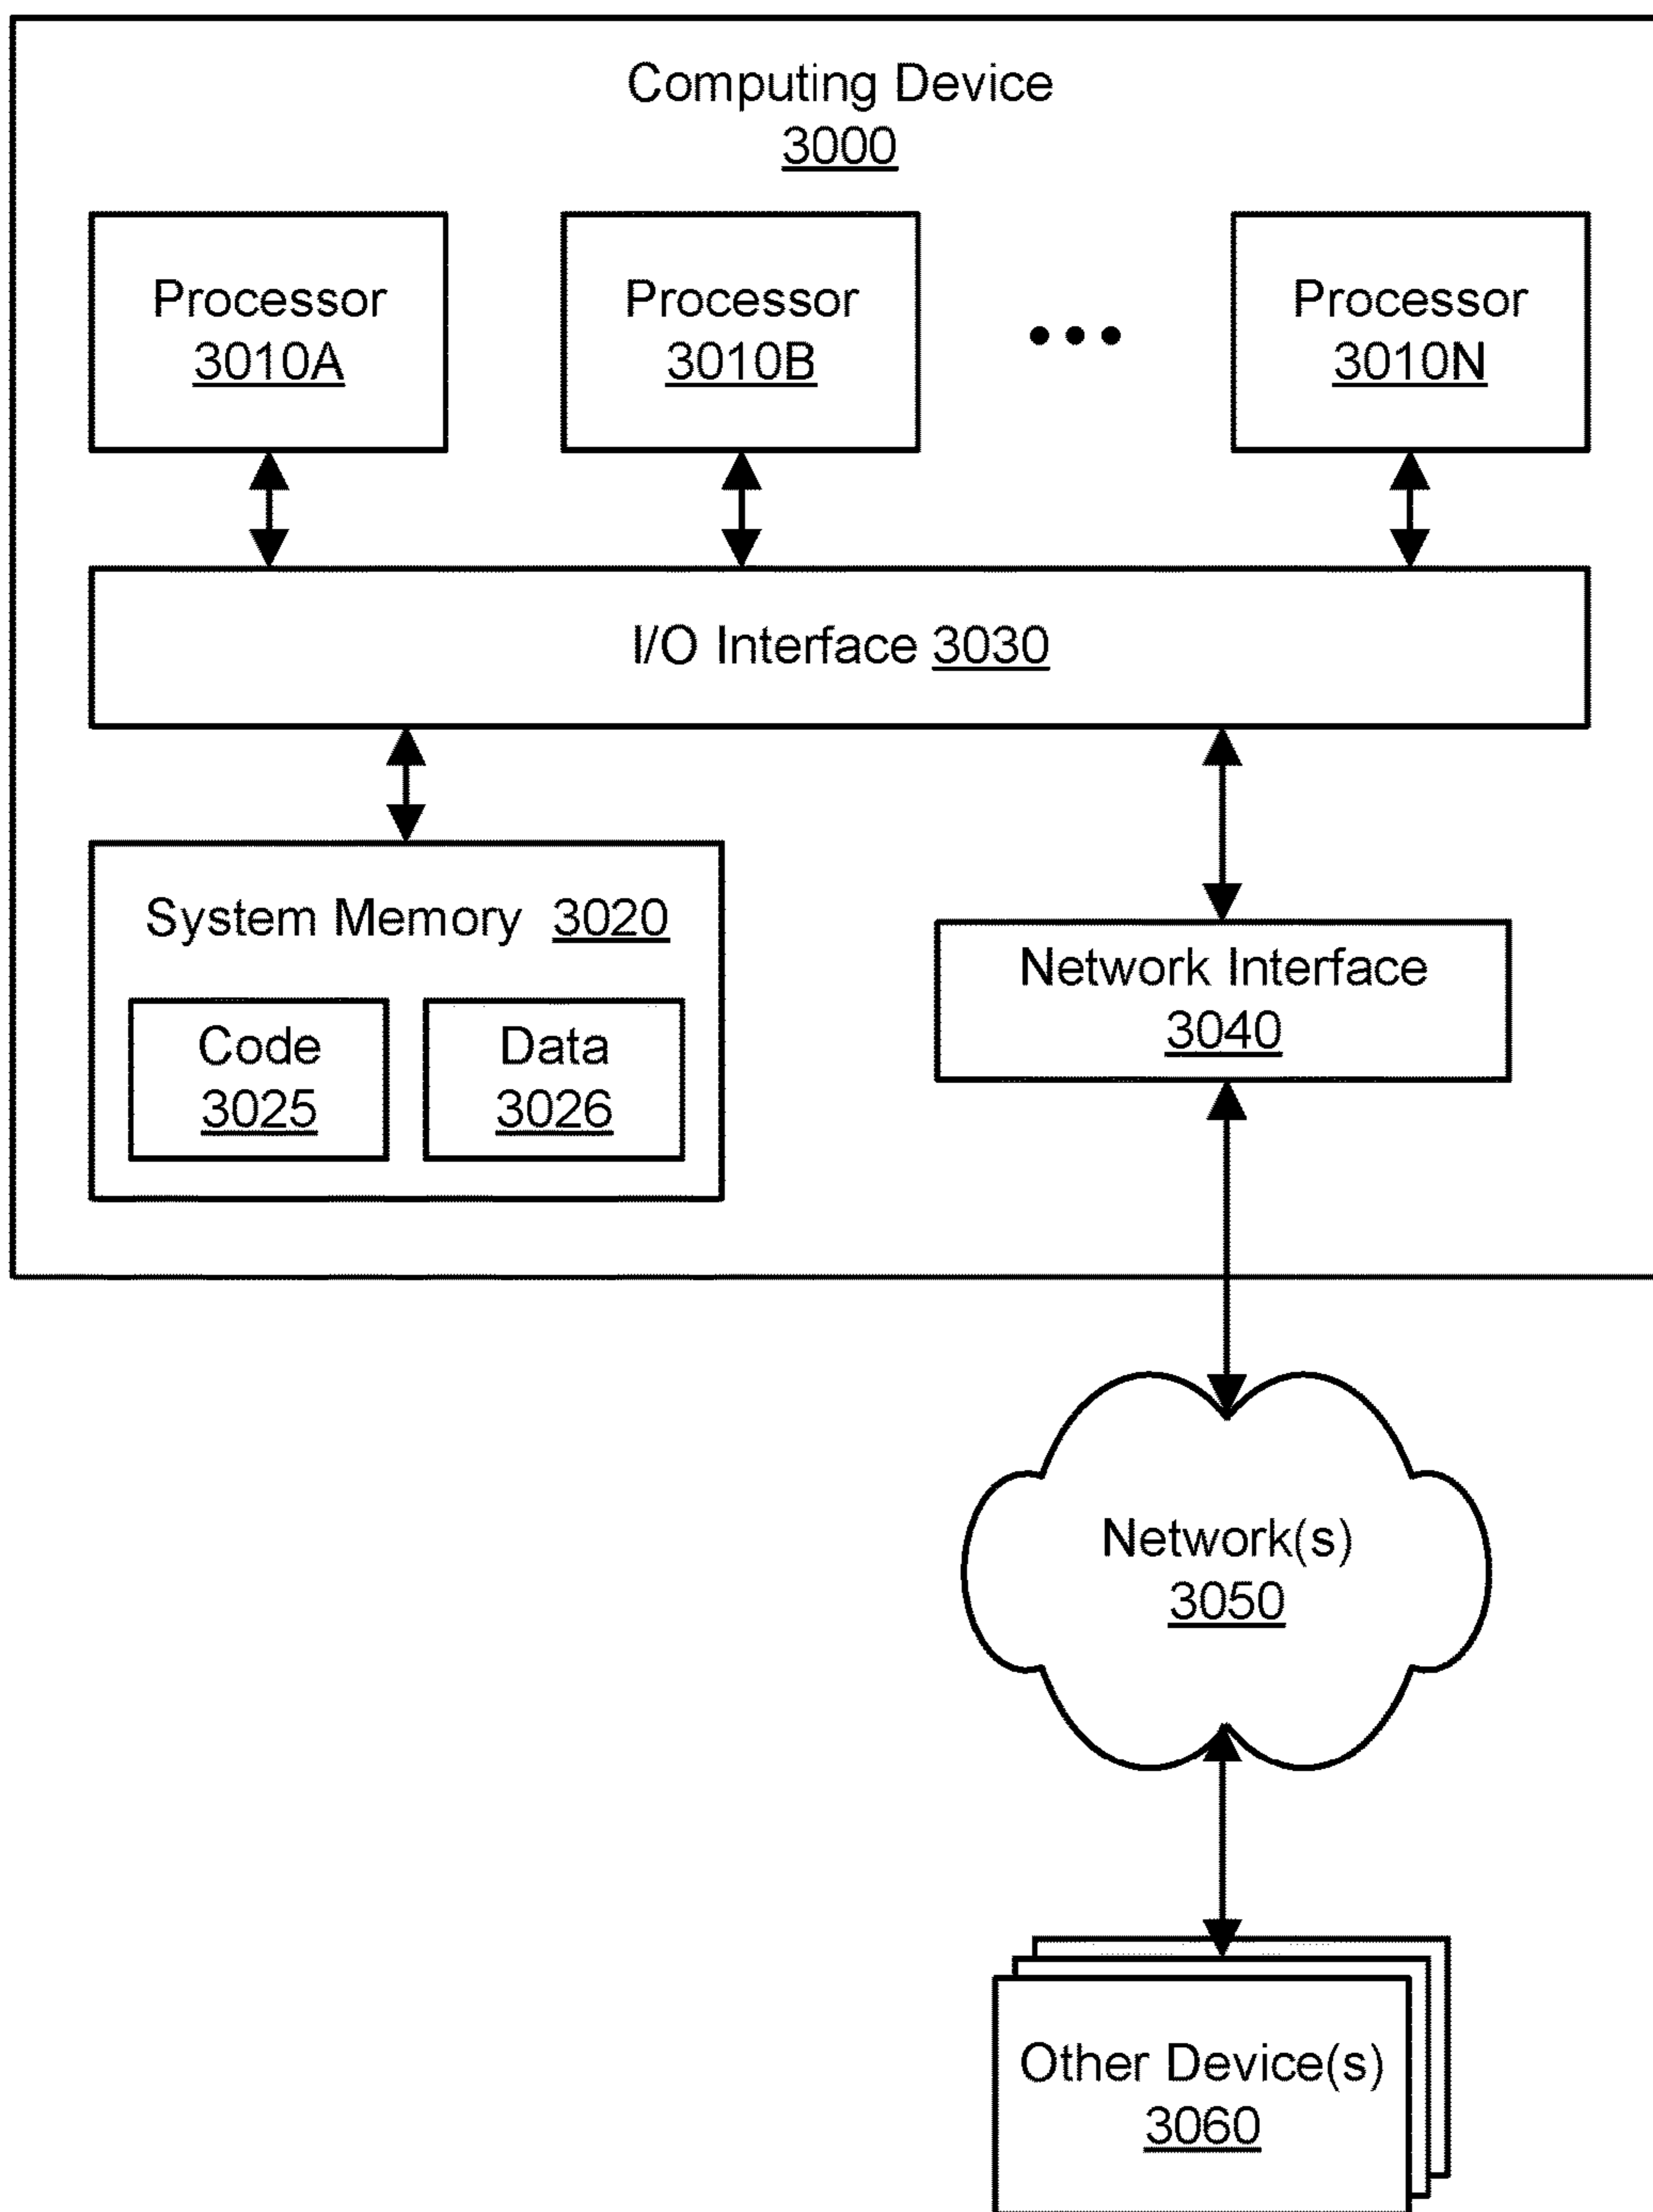 Computing Device
3000
Processor
3010A
Processor
3010B
Processor
3010N
I/O Interface 3030
System Memory 3020
Code
3025
Data
3026
Network Interface
3040
Network(s)
3050
Other Device(s)
3060